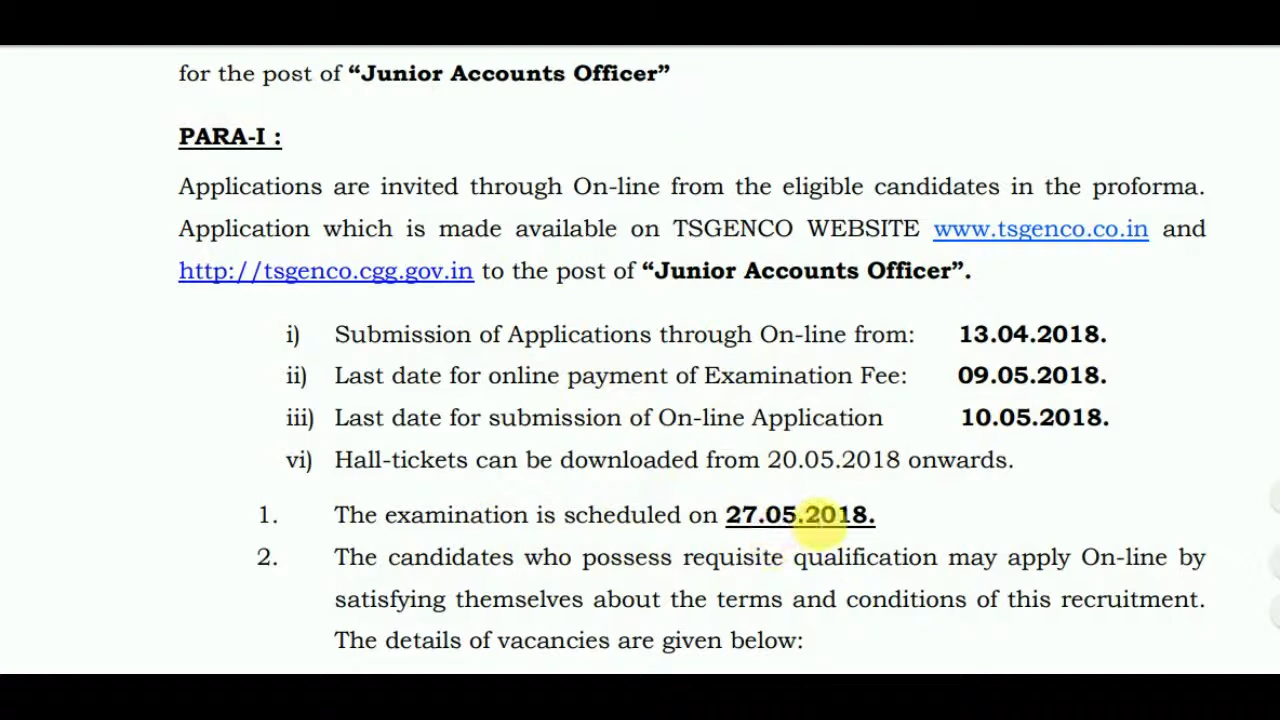 for the post of “Junior Accounts Officer”
PARA-I :
Applications are invited through On-line from the eligible candidates in the proforma.
Application which is made available on TSGENCO WEBSITE www.tsgenco.co.in and
http://tsgenco.cgg.gov.in to the post of “Junior Accounts Officer”.
i) Submission of Applications through On-line from: 13.04.2018.
ii) Last date for online payment of Examination Fee: 09.05.2018.
iii) Last date for submission of On-line Application 10.05.2018.
vi) Hall-tickets can be downloaded from 20.05.2018 onwards.
1. The examination is scheduled on 27.05.2018.
2. The candidates who possess requisite qualification may apply On-line by
satisfying themselves about the terms and conditions of this recruitment.
The details of vacancies are given below: